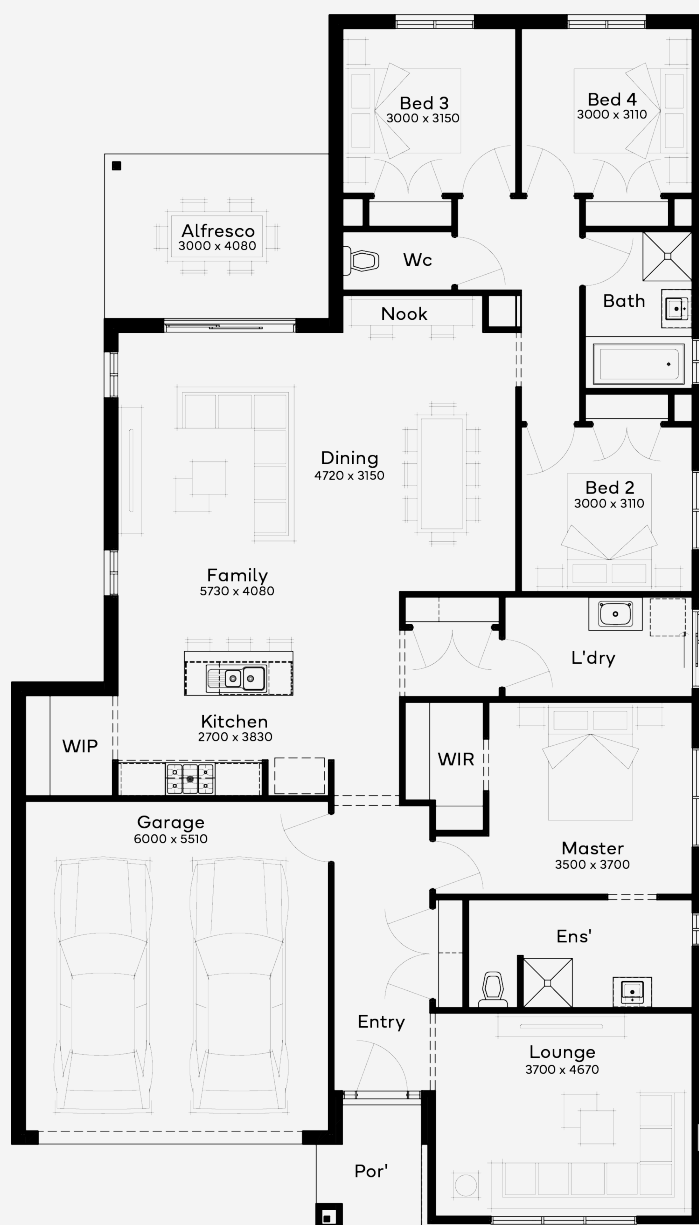 Bed 3
3000 x 3150
Bed 4
3000 x 3110
Alfresco
3000 x 4080
Wc
Bath
Nook
Dining
4720 x 3150
Bed 2
3000 x 3110
Family
5730 x 4080
L'dry
Kitchen
2700 x 3830
WIP
WIR
Garage
6000 x 5510
Master
3500 x 3700
Ens'
Entry
Lounge
3700 x 4670
Por'